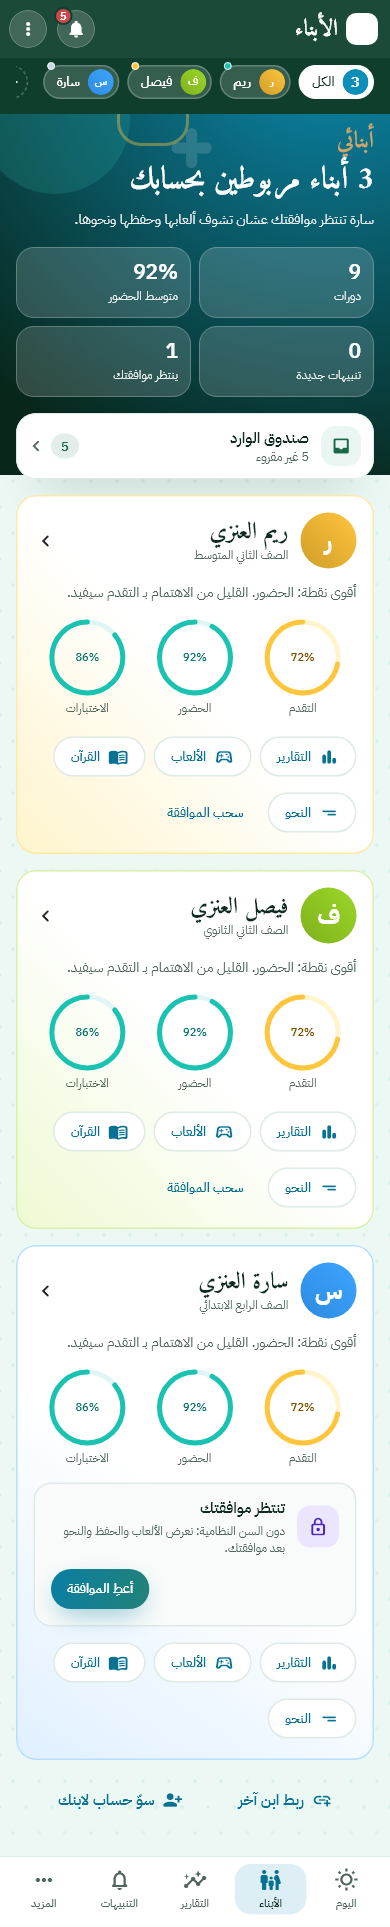 الأبناء
5
3 الكل
ر ريم
ف فيصل
س سارة
أبنائي
3 أبناء مربوطين بحسابك
سارة تنتظر موافقتك عشان تشوف ألعابها وحفظها ونحوها.
9
دورات
92%
متوسط الحضور
0
تنبيهات جديدة
1
ينتظر موافقتك
صندوق الوارد
5 غير مقروء
5
ر
ريم العنزي
الصف الثاني المتوسط
أقوى نقطة: الحضور. القليل من الاهتمام بـ التقدم سيفيد.
72%
92%
86%
التقدم
الحضور
الاختبارات
التقارير
الألعاب
القرآن
النحو
سحب الموافقة
ف
فيصل العنزي
الصف الثاني الثانوي
أقوى نقطة: الحضور. القليل من الاهتمام بـ التقدم سيفيد.
72%
92%
86%
التقدم
الحضور
الاختبارات
التقارير
الألعاب
القرآن
النحو
سحب الموافقة
س
سارة العنزي
الصف الرابع الابتدائي
أقوى نقطة: الحضور. القليل من الاهتمام بـ التقدم سيفيد.
72%
92%
86%
التقدم
الحضور
الاختبارات
تنتظر موافقتك
دون السن النظامية: نعرض الألعاب والحفظ والنحو
بعد موافقتك.
أعطِ الموافقة
التقارير
الألعاب
القرآن
النحو
ربط ابن آخر
سوّ حساب لابنك
اليوم
الأبناء
التقارير
التنبيهات
المزيد